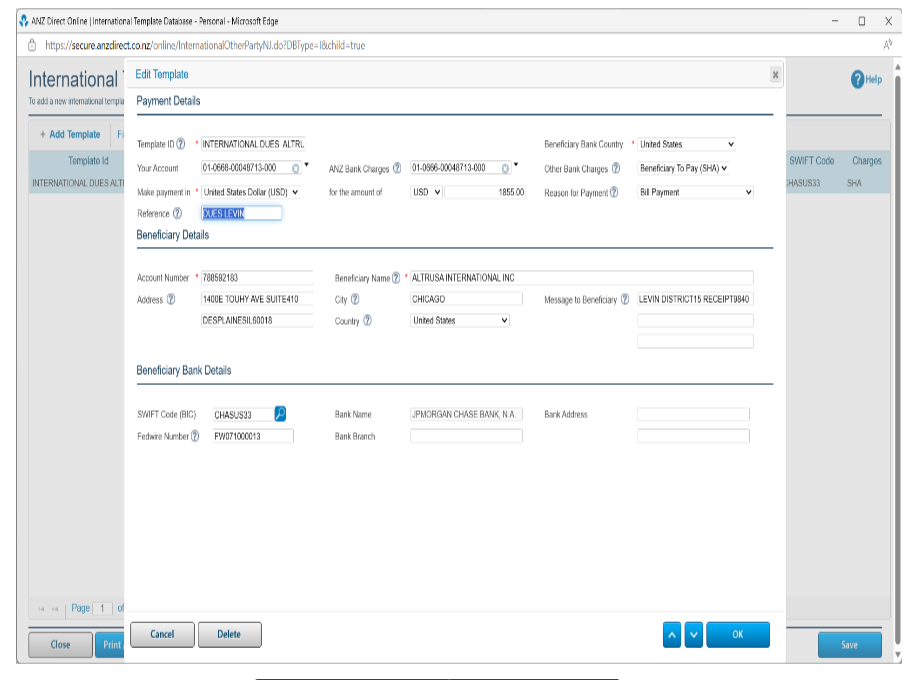 ANZ Direct Online | International Template Database - Personal - Microsoft Edge
https://secure.anzdirect.co.nz/online/InternationalOtherPartyNJ.do?DBType=I&child=true
International
Help
To add a new international templa
+ Add Template
Template Id
SWIFT Code Charges
INTERNATIONAL DUES ALT
CHASUS33 SHA
Edit Template
Payment Details
Template ID * INTERNATIONAL DUES ALTRU Beneficiary Bank Country * United States
Your Account 01-0666-00048713-000 ANZ Bank Charges 01-0666-00048713-000 Other Bank Charges Beneficiary To Pay (SHA)
Make payment in * United States Dollar (USD) for the amount of USD 1855.00 Reason for Payment Bill Payment
Reference DUES LEVIN
Beneficiary Details
Account Number * 788592183 Beneficiary Name * ALTRUSA INTERNATIONAL INC
Address 1400E TOUHY AVE SUITE410 City CHICAGO Message to Beneficiary LEVIN DISTRICT15 RECEIPT9840
DESPLAINESIL60018 Country United States
Beneficiary Bank Details
SWIFT Code (BIC) CHASUS33 Bank Name JPMORGAN CHASE BANK, N.A. Bank Address
Fedwire Number FW071000013 Bank Branch
Page 1 of
Cancel Delete OK
Close Print Save